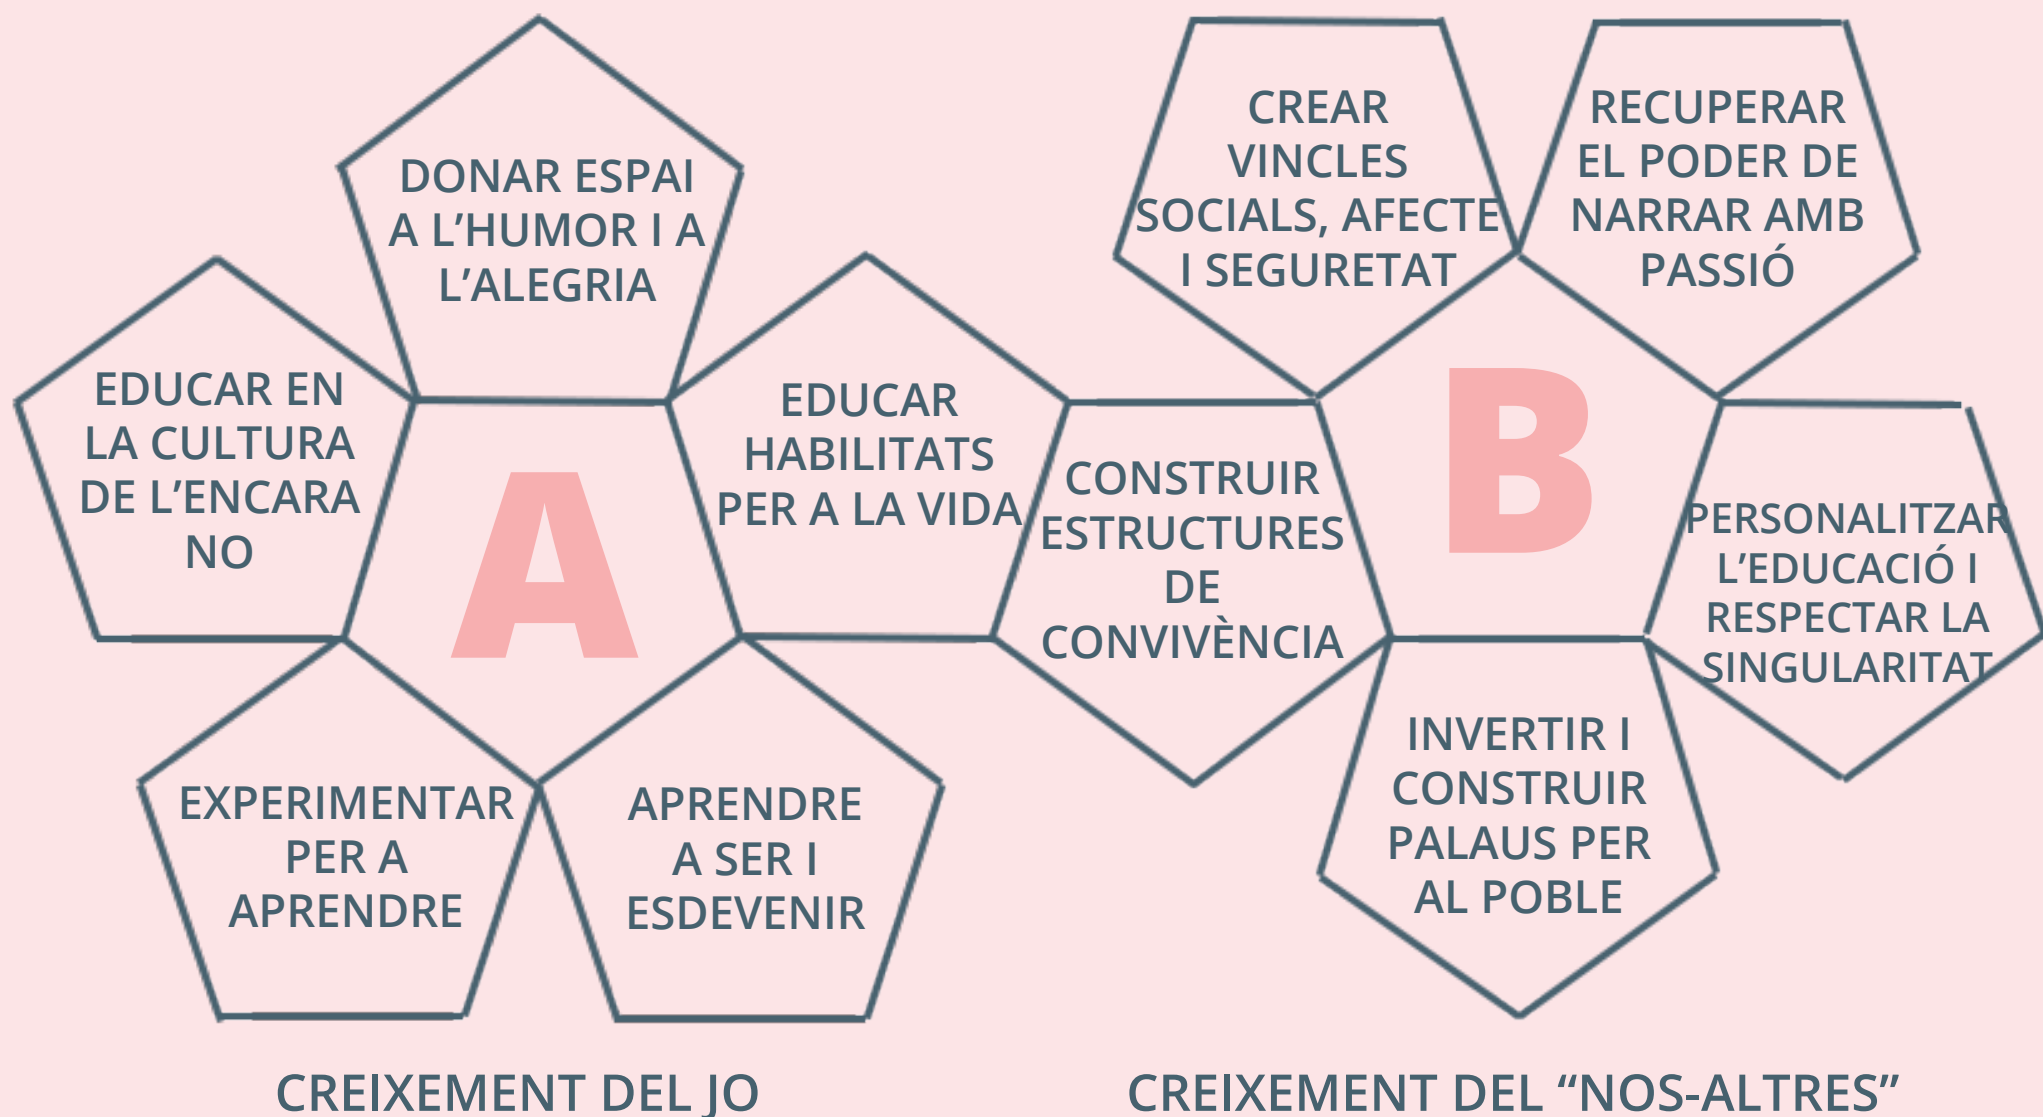 DONAR ESPAI
A L’HUMOR I A
L’ALEGRIA
EDUCAR EN
LA CULTURA
DE L’ENCARA
NO
A
EDUCAR
HABILITATS
PER A LA VIDA
EXPERIMENTAR
PER A
APRENDRE
APRENDRE
A SER I
ESDEVENIR
CREIXEMENT DEL JO
CREAR
VINCLES
SOCIALS, AFECTE
I SEGURETAT
RECUPERAR
EL PODER DE
NARRAR AMB
PASSIÓ
B
CONSTRUIR
ESTRUCTURES
DE
CONVIVÈNCIA
PERSONALITZAR
L’EDUCACIÓ I
RESPECTAR LA
SINGULARITAT
INVERTIR I
CONSTRUIR
PALAUS PER
AL POBLE
CREIXEMENT DEL “NOS-ALTRES”